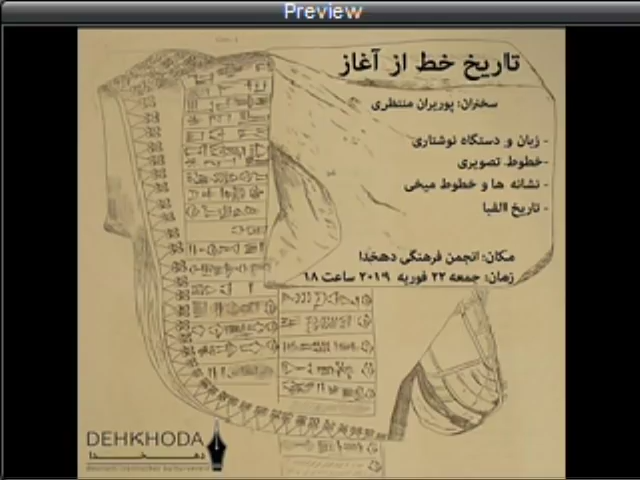 Preview
تاریخ خط از آغاز
سخنران: پوریران منتظری
- زبان و دستگاه نوشتاری
-خطوط تصویری
- نشانه ها و خطوط میخی
- تاریخ الفبا
مکان: انجمن فرهنگی دهخدا
زمان: جمعه ۲۲ فوریه ۲۰۱۹ ساعت ۱۸
DEHKHODA
دهخدا